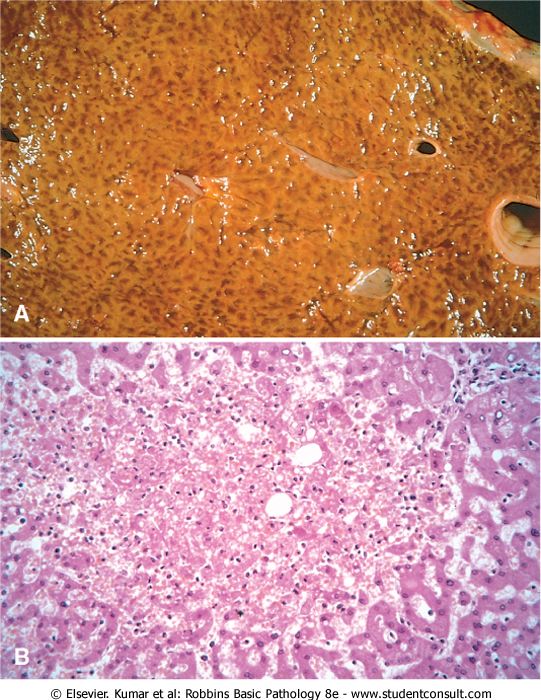 A
B
© Elsevier. Kumar et al: Robbins Basic Pathology 8e - www.studentconsult.com